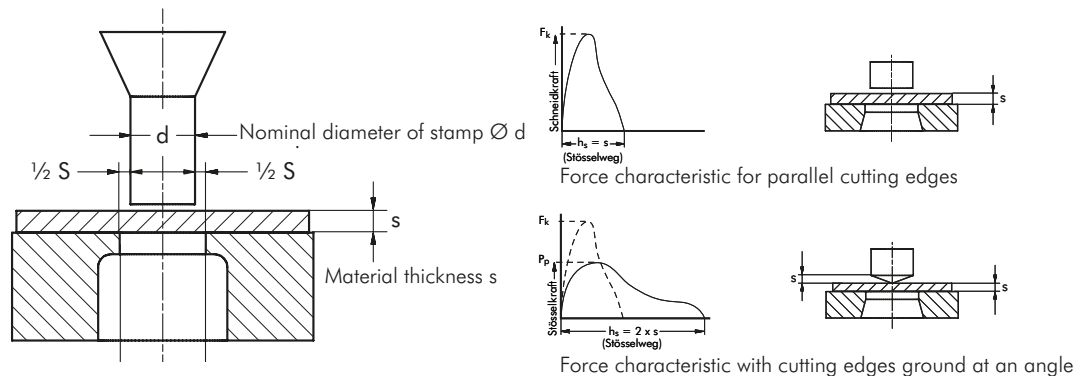 d
Nominal diameter of stamp Ø d
½ S
½ S
s
Material thickness s
Fₖ
Schneidkraft
hₛ = s
(Stösselweg)
s
Force characteristic for parallel cutting edges
Fₖ
Pₚ
Stösselkraft
hₛ = 2 x s
(Stösselweg)
s
s
Force characteristic with cutting edges ground at an angle